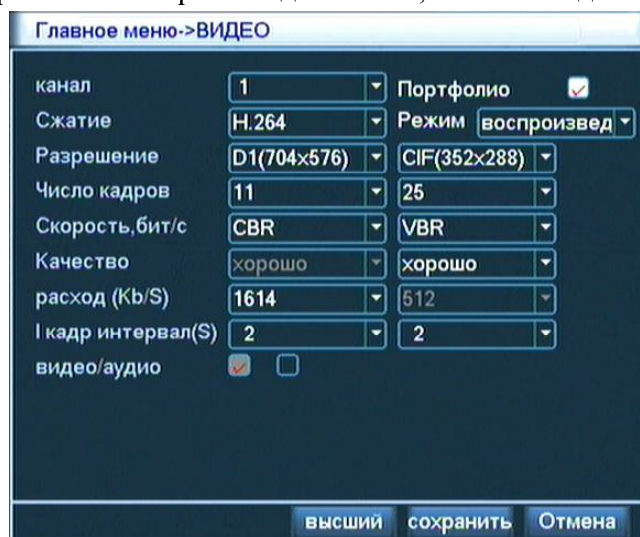 Главное меню->ВИДЕО
канал 1 Портфолио
Сжатие H.264 Режим воспроизвед
Разрешение D1(704x576) CIF(352x288)
Число кадров 11 25
Скорость,бит/с CBR VBR
Качество хорошо хорошо
расход (Kb/S) 1614 512
I кадр интервал(S) 2 2
видео/аудио
высший сохранить Отмена